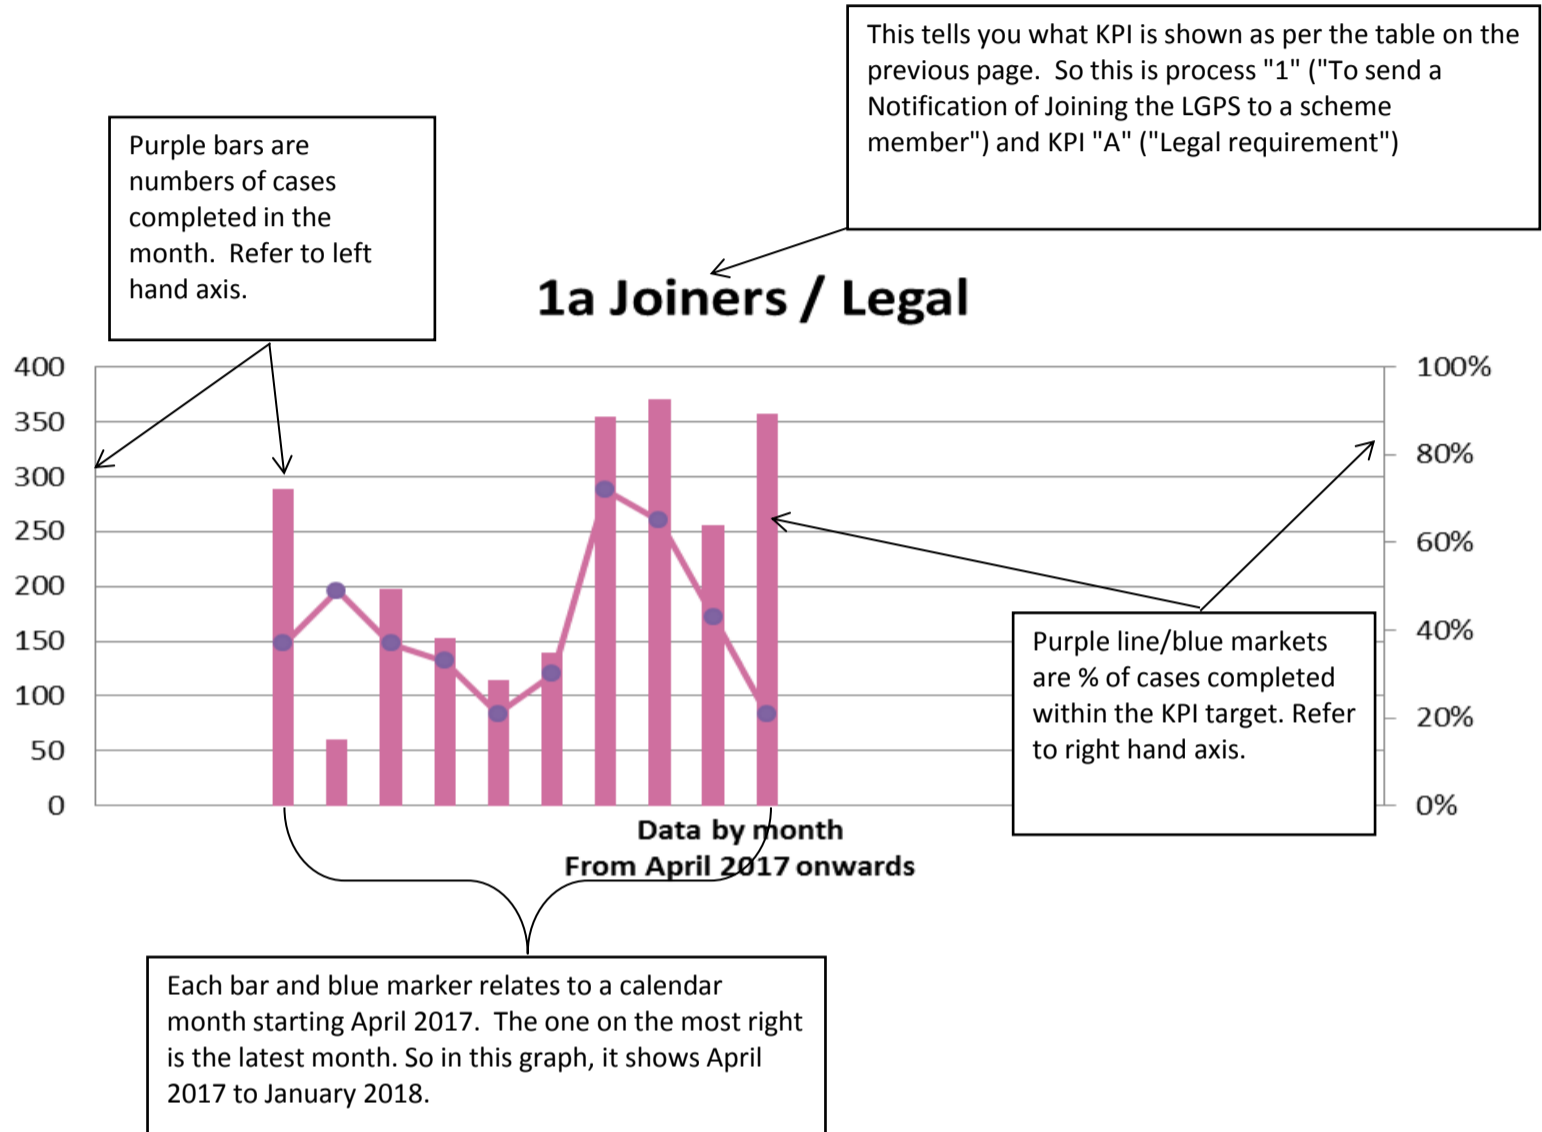 This tells you what KPI is shown as per the table on the
previous page.  So this is process "1" ("To send a
Notification of Joining the LGPS to a scheme
member") and KPI "A" ("Legal requirement")
Purple bars are
numbers of cases
completed in the
month.  Refer to left
hand axis.
1a Joiners / Legal
400
350
300
250
200
150
100
50
0
100%
80%
60%
40%
20%
0%
Purple line/blue markets
are % of cases completed
within the KPI target. Refer
to right hand axis.
Data by month
From April 2017 onwards
Each bar and blue marker relates to a calendar
month starting April 2017.  The one on the most right
is the latest month. So in this graph, it shows April
2017 to January 2018.